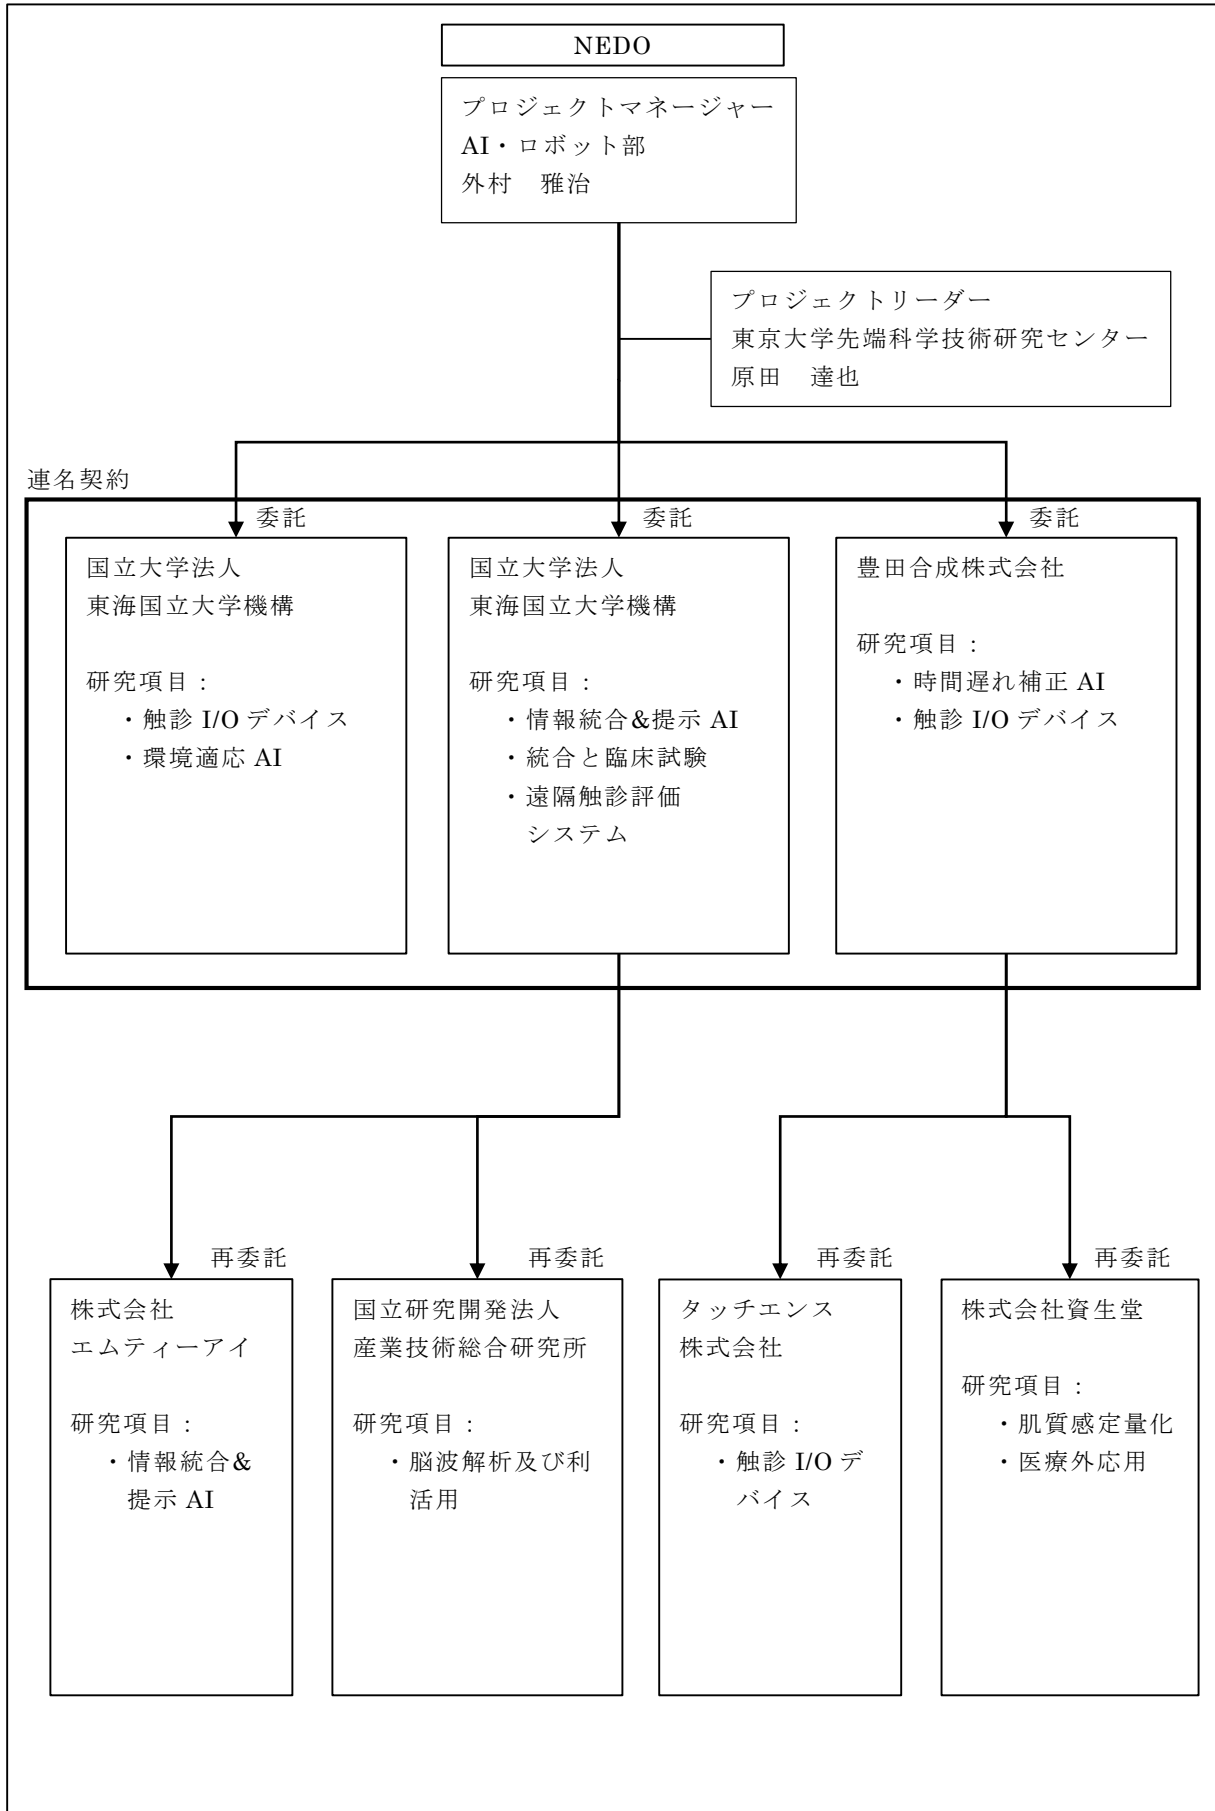 NEDO
プロジェクトマネージャー
AI・ロボット部
外村　雅治
プロジェクトリーダー
東京大学先端科学技術研究センター
原田　達也
連名契約
委託
国立大学法人
東海国立大学機構
研究項目：
・触診 I/O デバイス
・環境適応 AI
委託
国立大学法人
東海国立大学機構
研究項目：
・情報統合&提示 AI
・統合と臨床試験
・遠隔触診評価
システム
委託
豊田合成株式会社
研究項目：
・時間遅れ補正 AI
・触診 I/O デバイス
再委託
株式会社
エムティーアイ
研究項目：
・情報統合&
提示 AI
再委託
国立研究開発法人
産業技術総合研究所
研究項目：
・脳波解析及び利
活用
再委託
タッチエンス
株式会社
研究項目：
・触診 I/O デ
バイス
再委託
株式会社資生堂
研究項目：
・肌質感定量化
・医療外応用